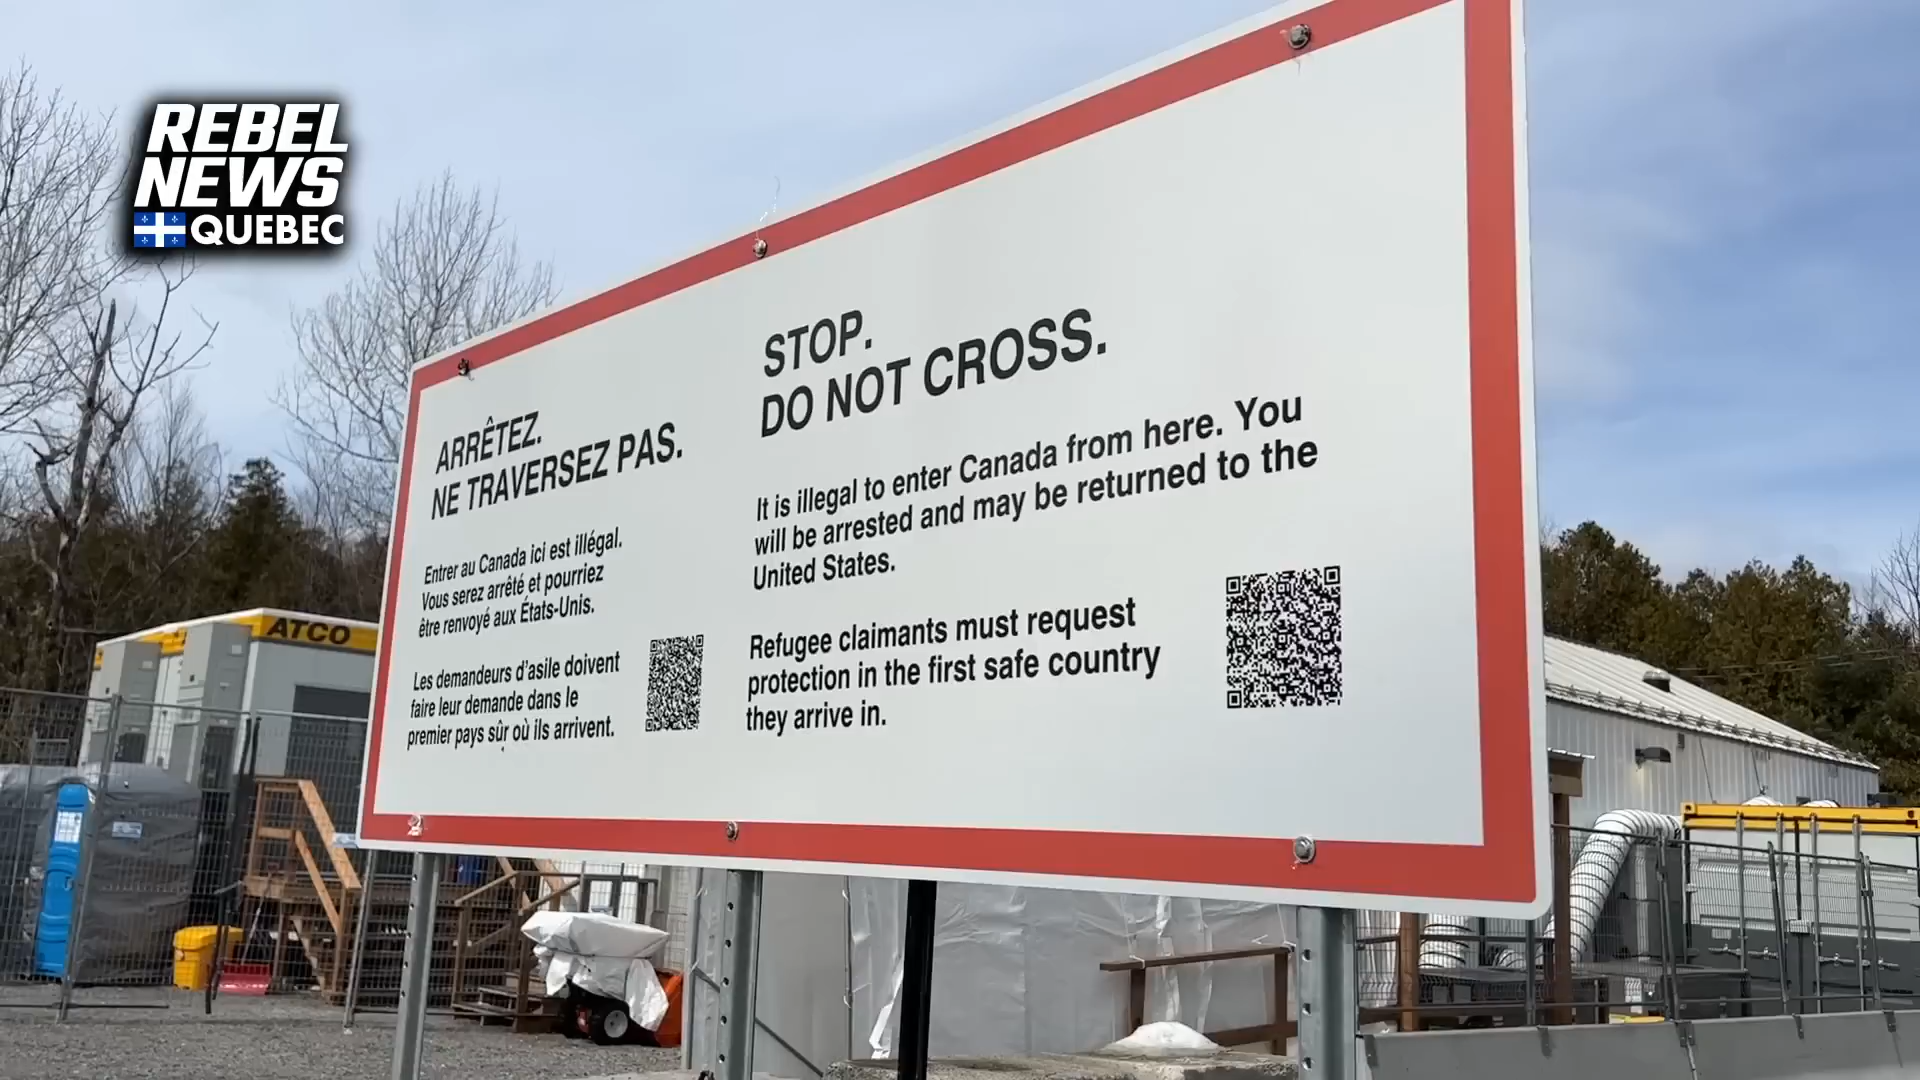 REBEL
NEWS
QUEBEC
ARRÊTEZ.
NE TRAVERSEZ PAS.
Entrer au Canada ici est illégal.
Vous serez arrêté et pourriez
être renvoyé aux États-Unis.
Les demandeurs d'asile doivent
faire leur demande dans le
premier pays sûr où ils arrivent.
STOP.
DO NOT CROSS.
It is illegal to enter Canada from here. You
will be arrested and may be returned to the
United States.
Refugee claimants must request
protection in the first safe country
they arrive in.
ATCO